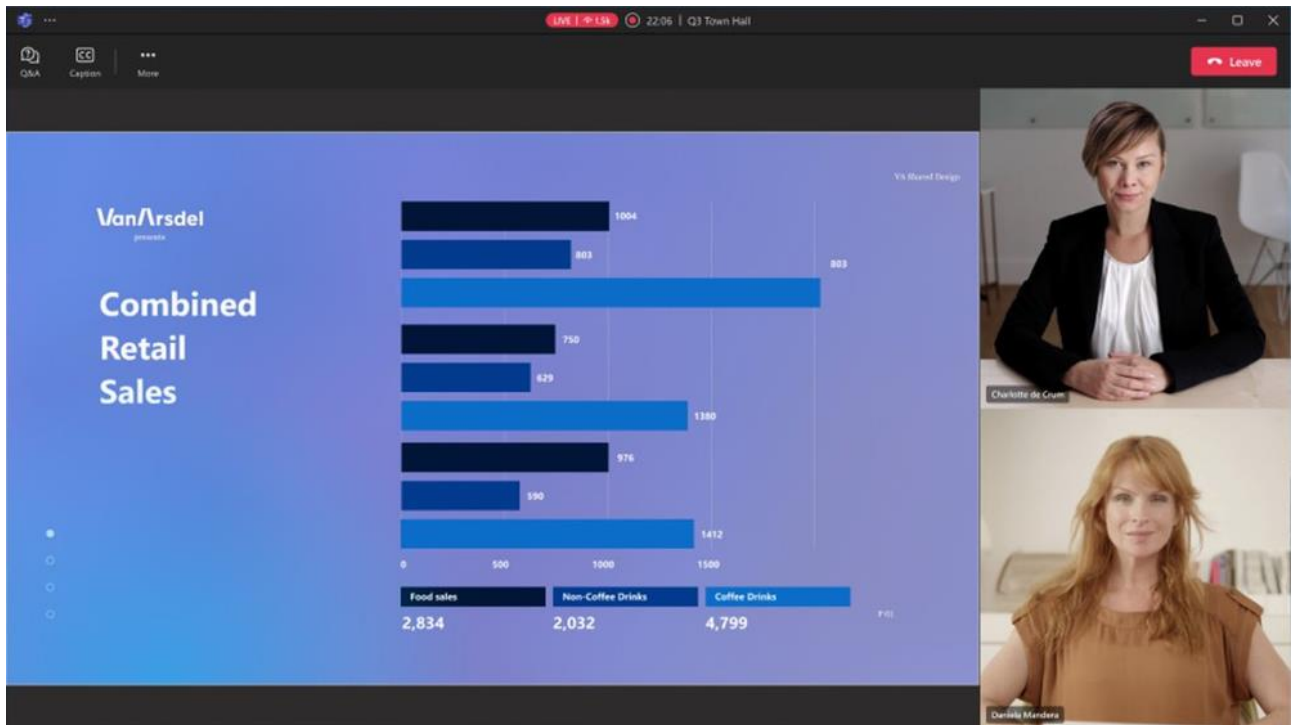 LIVE | 1.5k 22:06 | Q3 Town Hall
Q&A
Caption
More
Leave
VA Shared Design
VanArsdel
presents
Combined
Retail
Sales
1004
803
803
750
629
1380
976
590
1412
0 500 1000 1500
Food sales Non-Coffee Drinks Coffee Drinks
2,834 2,032 4,799
Charlotte de Crum
Daniela Mandera